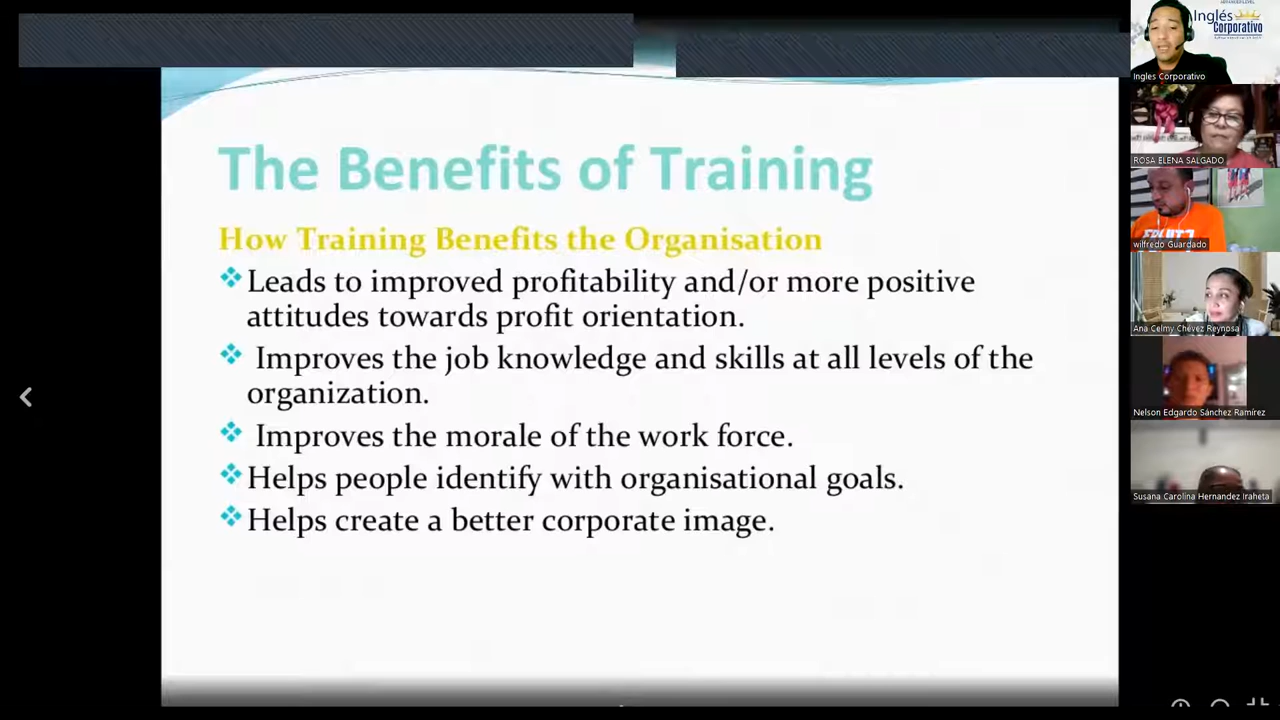 The Benefits of Training
How Training Benefits the Organisation
Leads to improved profitability and/or more positive
attitudes towards profit orientation.
Improves the job knowledge and skills at all levels of the
organization.
Improves the morale of the work force.
Helps people identify with organisational goals.
Helps create a better corporate image.
Inglés
Corporativo
Ingles Corporativo
ROSA ELENA SALGADO
wilfredo Guardado
Ana Celmy Chévez Reynosa
Nelson Edgardo Sánchez Ramírez
Susana Carolina Hernandez Iraheta